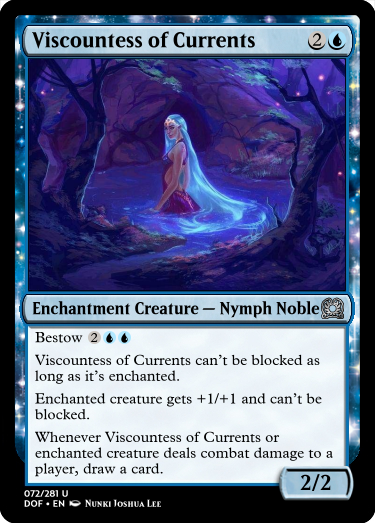 Viscountess of Currents 2
Enchantment Creature — Nymph Noble
Bestow 2
Viscountess of Currents can't be blocked as
long as it's enchanted.
Enchanted creature gets +1/+1 and can't be
blocked.
Whenever Viscountess of Currents or
enchanted creature deals combat damage to a
player, draw a card.
2/2
072/281 U
DOF • EN Nunki Joshua Lee